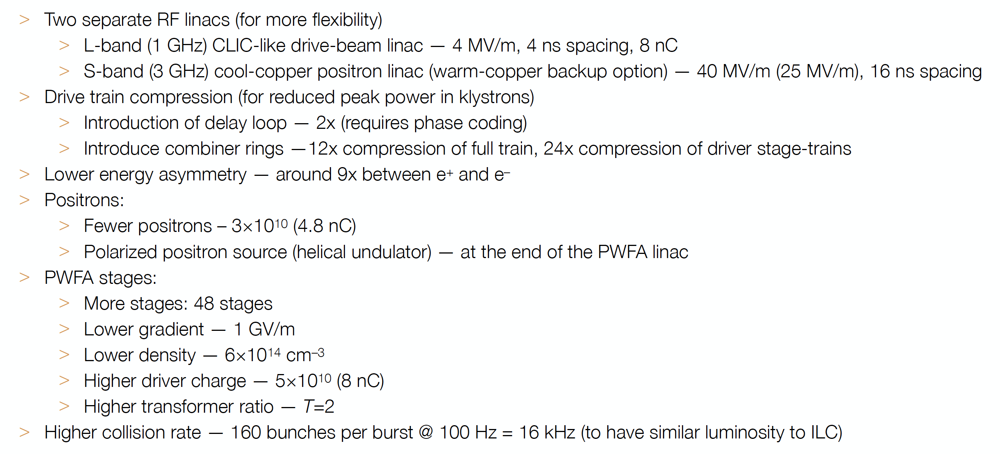 > Two separate RF linacs (for more flexibility)
> L-band (1 GHz) CLIC-like drive-beam linac — 4 MV/m, 4 ns spacing, 8 nC
> S-band (3 GHz) cool-copper positron linac (warm-copper backup option) — 40 MV/m (25 MV/m), 16 ns spacing
> Drive train compression (for reduced peak power in klystrons)
> Introduction of delay loop — 2x (requires phase coding)
> Introduce combiner rings —12x compression of full train, 24x compression of driver stage-trains
> Lower energy asymmetry — around 9x between e⁺ and e⁻
> Positrons:
> Fewer positrons – 3×10¹⁰ (4.8 nC)
> Polarized positron source (helical undulator) — at the end of the PWFA linac
> PWFA stages:
> More stages: 48 stages
> Lower gradient — 1 GV/m
> Lower density — 6×10¹⁴ cm⁻³
> Higher driver charge — 5×10¹⁰ (8 nC)
> Higher transformer ratio — T=2
> Higher collision rate — 160 bunches per burst @ 100 Hz = 16 kHz (to have similar luminosity to ILC)